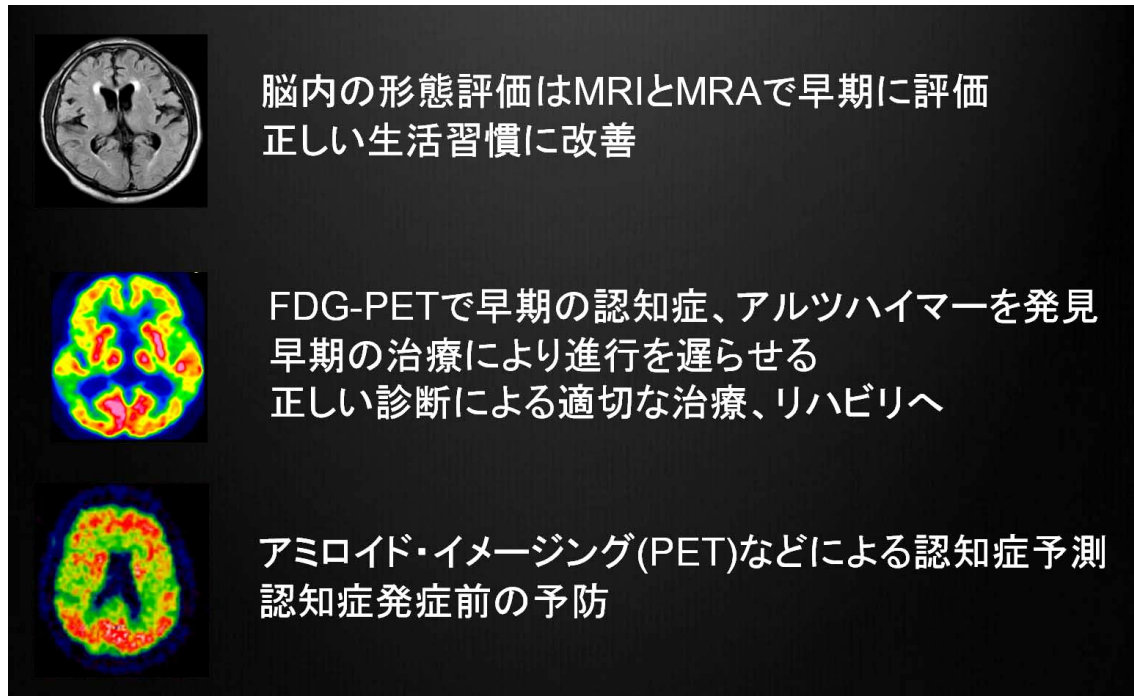 脳内の形態評価はMRIとMRAで早期に評価
正しい生活習慣に改善
FDG-PETで早期の認知症、アルツハイマーを発見
早期の治療により進行を遅らせる
正しい診断による適切な治療、リハビリへ
アミロイド・イメージング(PET)などによる認知症予測
認知症発症前の予防